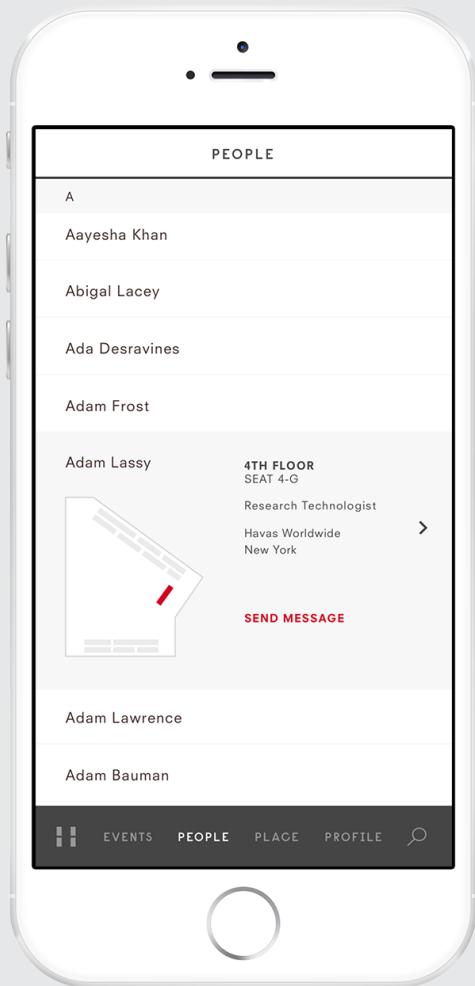 PEOPLE
A
Aayesha Khan
Abigal Lacey
Ada Desravines
Adam Frost
Adam Lassy
4TH FLOOR
SEAT 4-G
Research Technologist
Havas Worldwide
New York
SEND MESSAGE
Adam Lawrence
Adam Bauman
EVENTS PEOPLE PLACE PROFILE